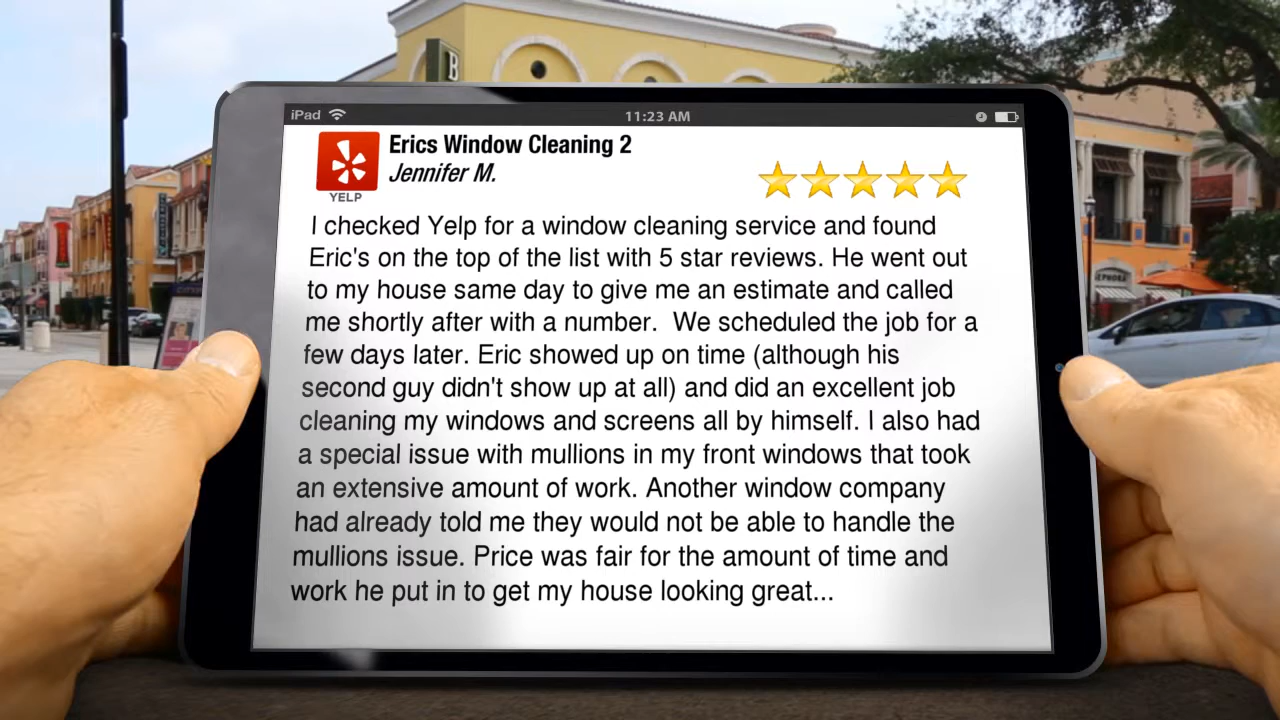 iPad
11:23 AM
Erics Window Cleaning 2
Jennifer M.
YELP
I checked Yelp for a window cleaning service and found
Eric's on the top of the list with 5 star reviews. He went out
to my house same day to give me an estimate and called
me shortly after with a number.  We scheduled the job for a
few days later. Eric showed up on time (although his
second guy didn't show up at all) and did an excellent job
cleaning my windows and screens all by himself. I also had
a special issue with mullions in my front windows that took
an extensive amount of work. Another window company
had already told me they would not be able to handle the
mullions issue. Price was fair for the amount of time and
work he put in to get my house looking great...
B
SEPHORA